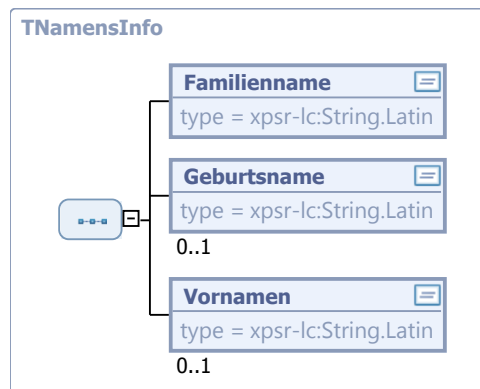 TNamensInfo
Familienname
type = xpsr-lc:String.Latin
Geburtsname
type = xpsr-lc:String.Latin
0..1
Vornamen
type = xpsr-lc:String.Latin
0..1